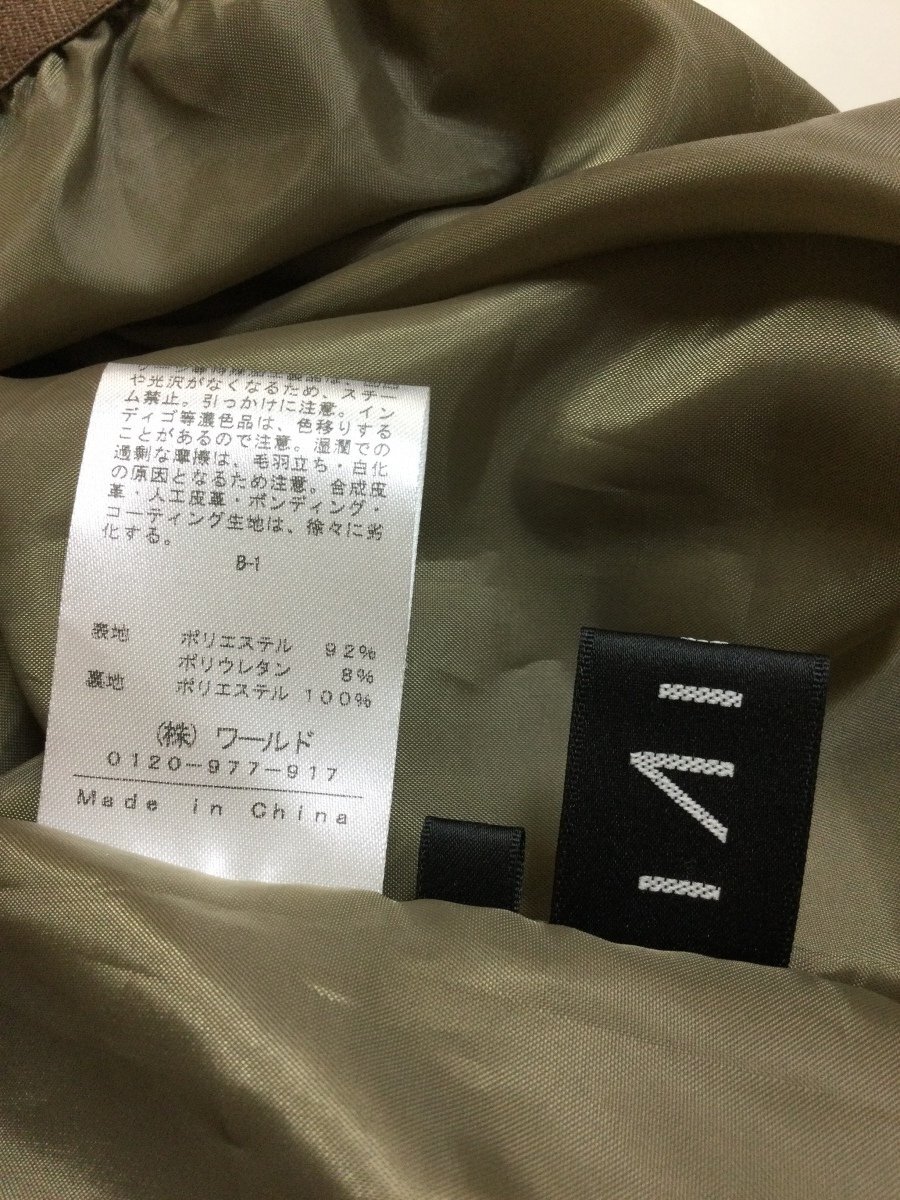 や光沢がなくなるため、スチー
ム禁止。引っかけに注意。イン
ディゴ等濃色品は、色移りする
ことがあるので注意。湿潤での
過剰な摩擦は、毛羽立ち・白化
の原因となるため注意。合成皮
革・人工皮革・ボンディング・
コーティング生地は、徐々に劣
化する。
B-1
表地 ポリエステル 92%
ポリウレタン 8%
裏地 ポリエステル 100%
(株) ワールド
0120-977-917
Made in China